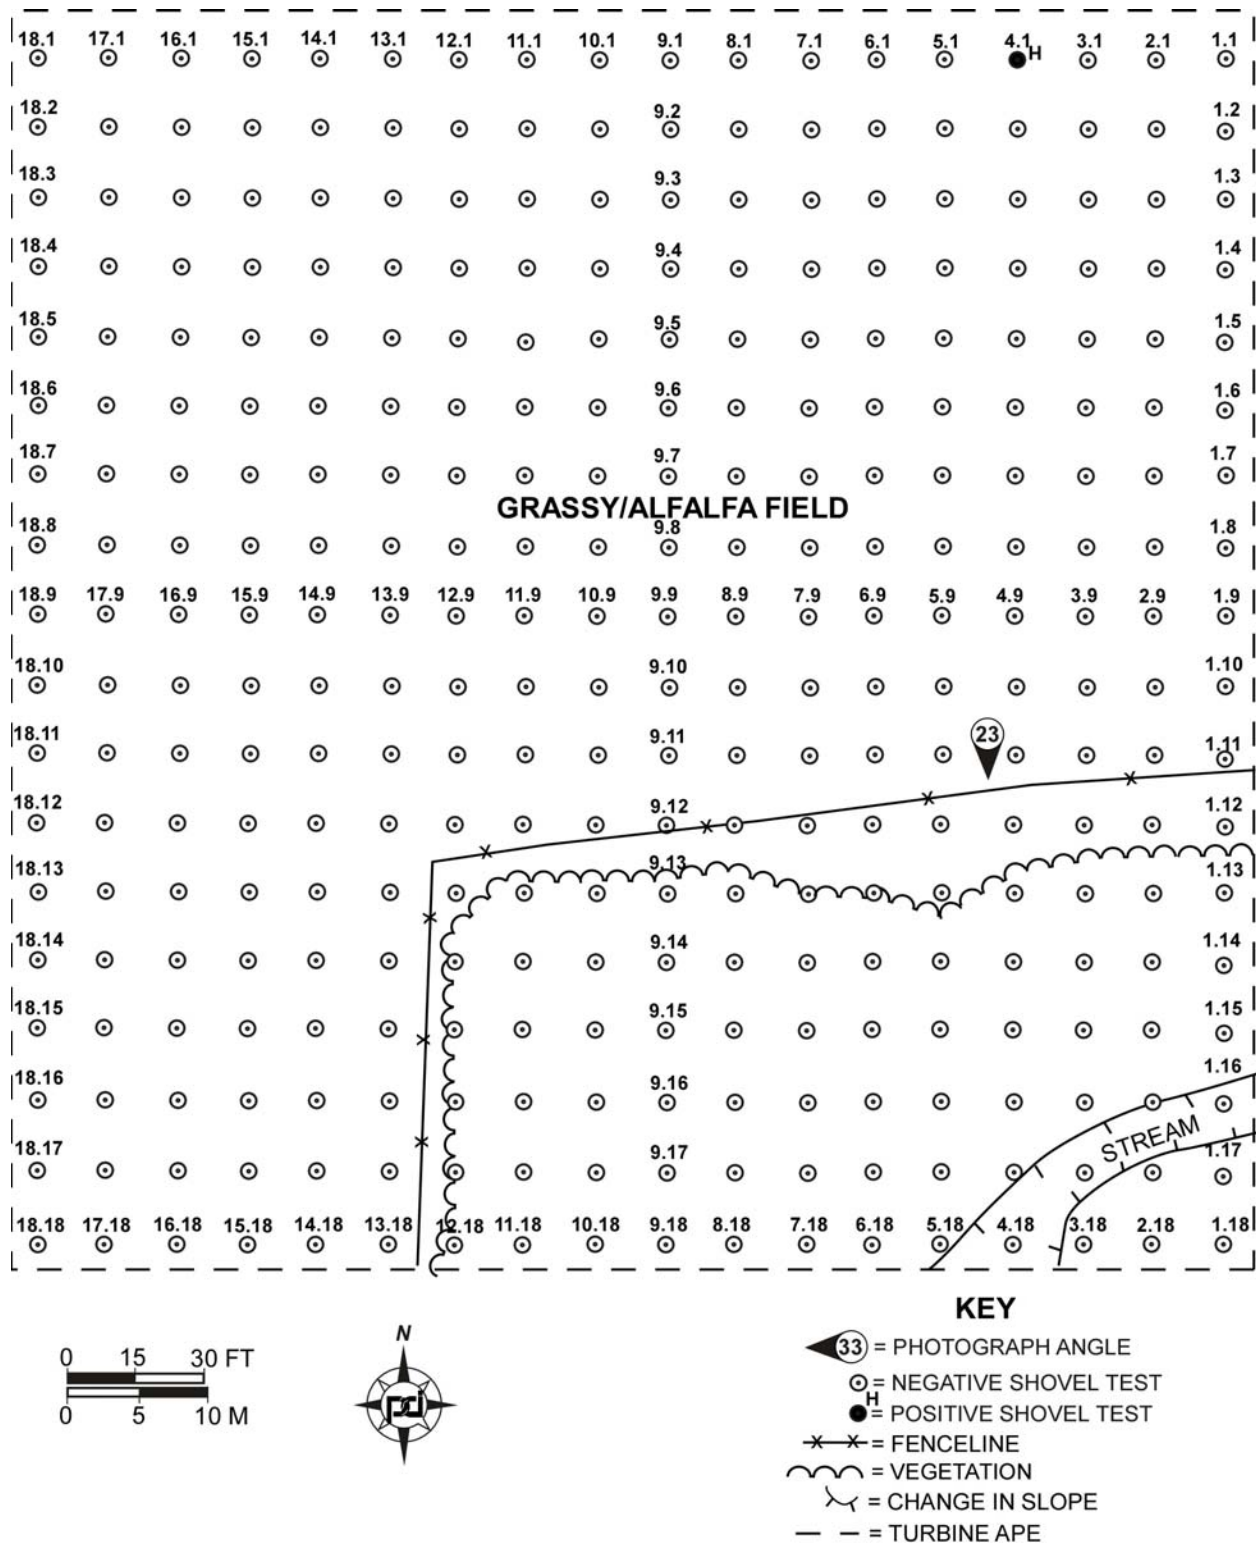 18.1 17.1 16.1 15.1 14.1 13.1 12.1 11.1 10.1 9.1 8.1 7.1 6.1 5.1 4.1 H 3.1 2.1 1.1
18.2 9.2 1.2
18.3 9.3 1.3
18.4 9.4 1.4
18.5 9.5 1.5
18.6 9.6 1.6
18.7 9.7 1.7
GRASSY/ALFALFA FIELD
18.8 9.8 1.8
18.9 17.9 16.9 15.9 14.9 13.9 12.9 11.9 10.9 9.9 8.9 7.9 6.9 5.9 4.9 3.9 2.9 1.9
18.10 9.10 1.10
23
18.11 9.11 1.11
18.12 9.12 1.12
18.13 9.13 1.13
18.14 9.14 1.14
18.15 9.15 1.15
18.16 9.16 1.16
STREAM
18.17 9.17 1.17
18.18 17.18 16.18 15.18 14.18 13.18 12.18 11.18 10.18 9.18 8.18 7.18 6.18 5.18 4.18 3.18 2.18 1.18
0 15 30 FT
0 5 10 M
N
KEY
33 = PHOTOGRAPH ANGLE
= NEGATIVE SHOVEL TEST
H = POSITIVE SHOVEL TEST
= FENCELINE
= VEGETATION
= CHANGE IN SLOPE
= TURBINE APE